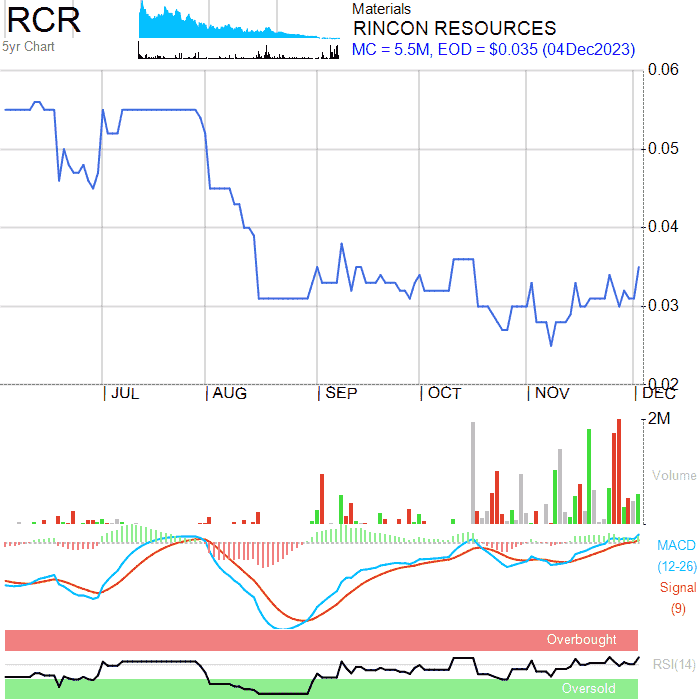 RCR
5yr Chart
Materials
RINCON RESOURCES
MC = 5.5M, EOD = $0.035 (04Dec2023)
0.06
0.05
0.04
0.03
0.02
JUL AUG SEP OCT NOV DEC
2M
Volume
MACD
(12-26)
Signal
(9)
Overbought
RSI(14)
Oversold